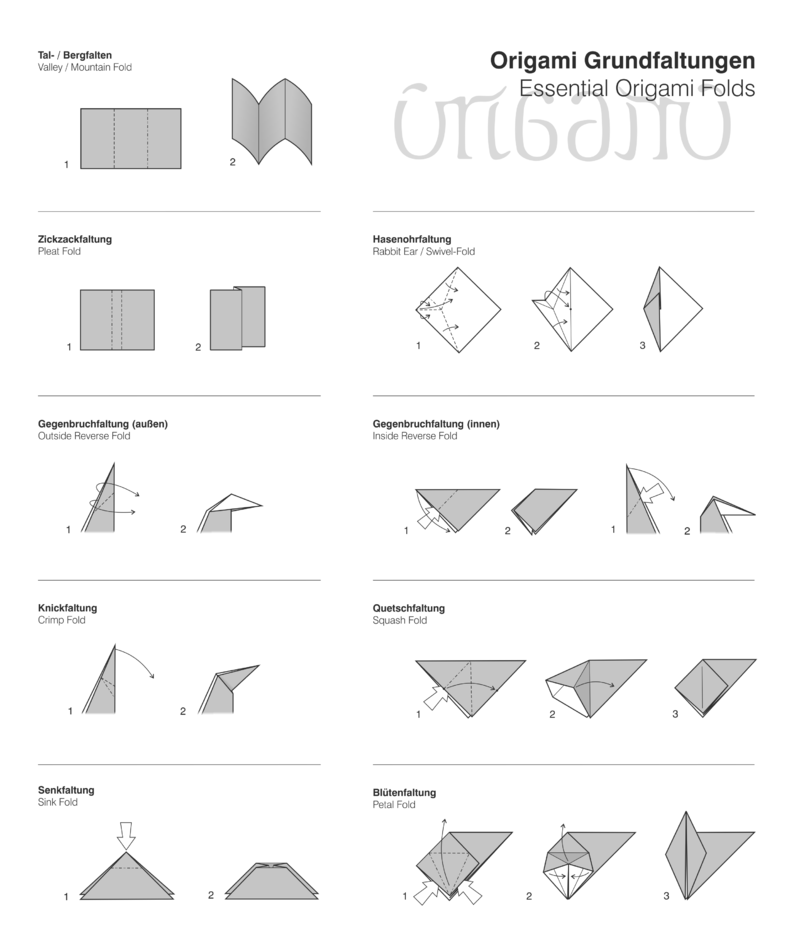 Origami Grundfaltungen
Essential Origami Folds
origami
Tal- / Bergfalten
Valley / Mountain Fold
1
2
Zickzackfaltung
Pleat Fold
1
2
Hasenohrfaltung
Rabbit Ear / Swivel-Fold
1
2
3
Gegenbruchfaltung (außen)
Outside Reverse Fold
1
2
Gegenbruchfaltung (innen)
Inside Reverse Fold
1
2
1
2
Knickfaltung
Crimp Fold
1
2
Quetschfaltung
Squash Fold
1
2
3
Senkfaltung
Sink Fold
1
2
Blütenfaltung
Petal Fold
1
2
3